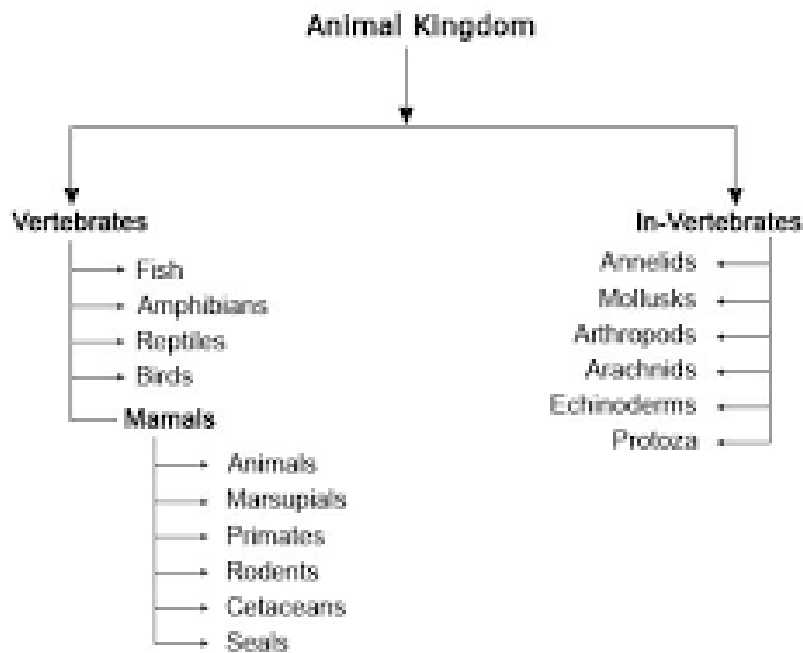 Animal Kingdom
Vertebrates
Fish
Amphibians
Reptiles
Birds
Mamals
Animals
Marsupials
Primates
Rodents
Cetaceans
Seals
In-Vertebrates
Annelids
Mollusks
Arthropods
Arachnids
Echinoderms
Protoza